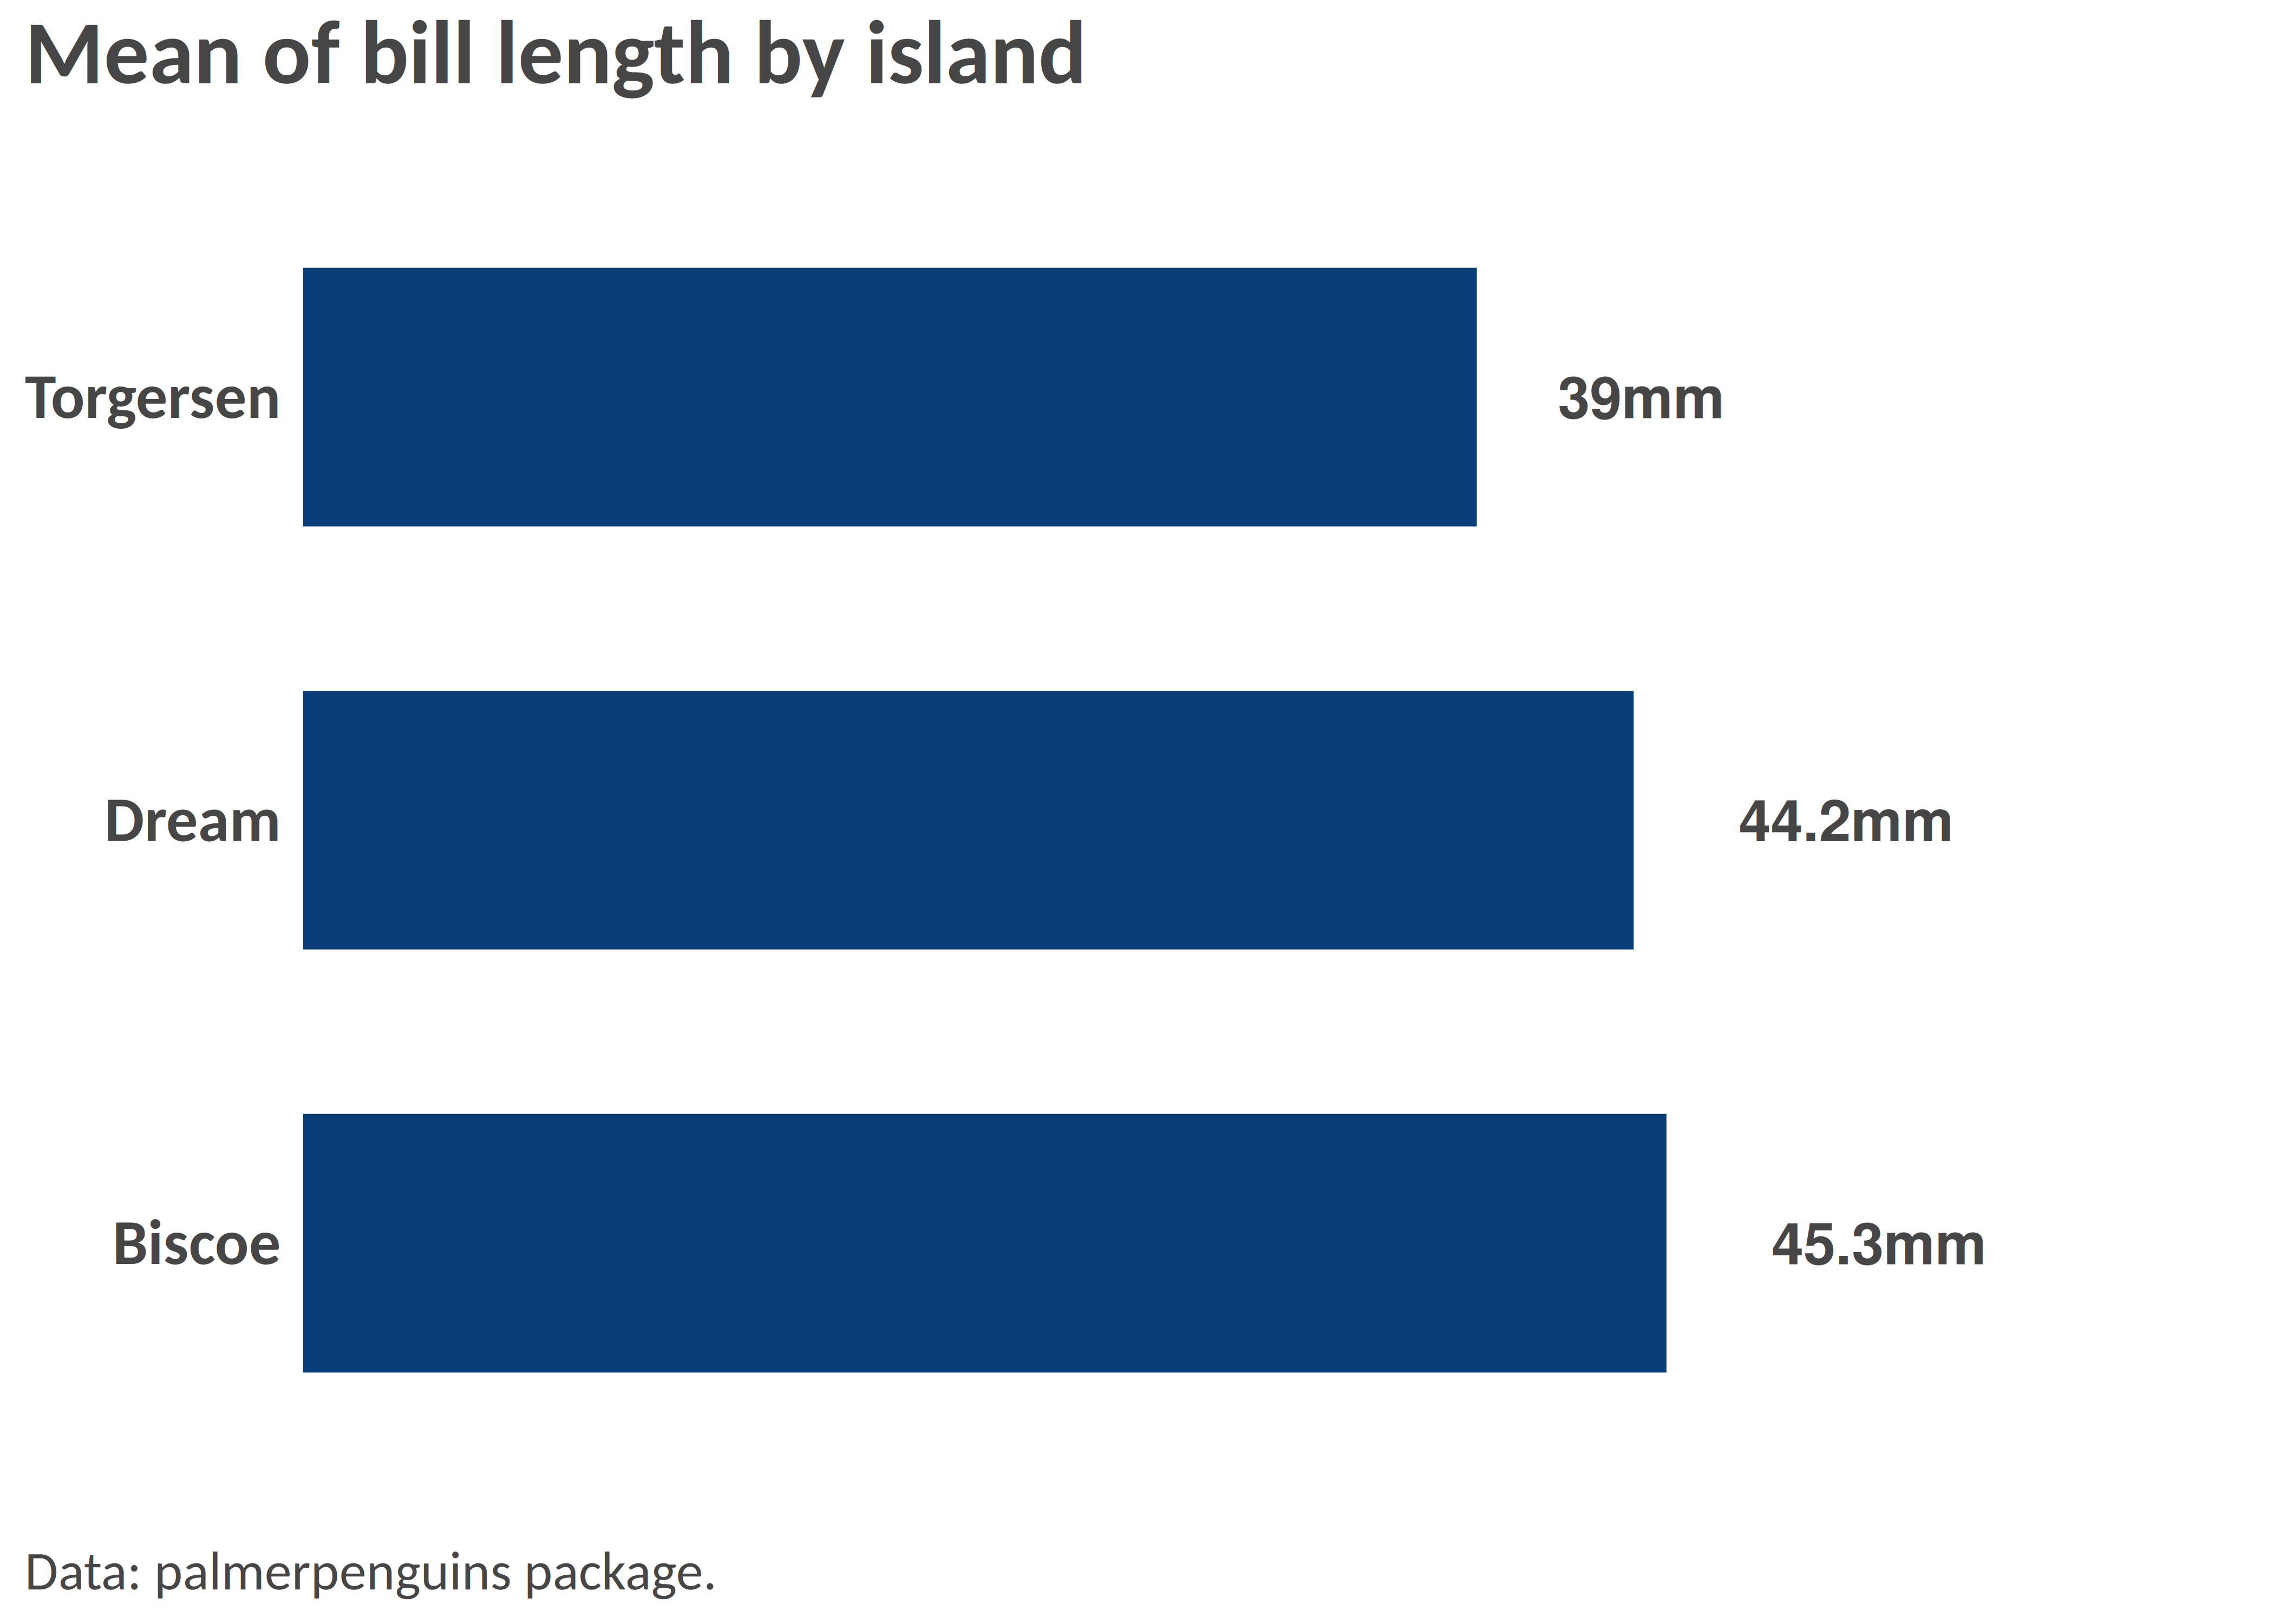 Mean of bill length by island
Torgersen 39mm
Dream 44.2mm
Biscoe 45.3mm
Data: palmerpenguins package.